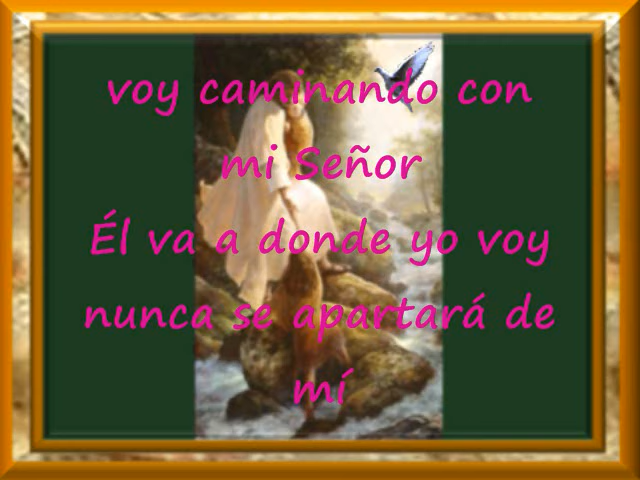 voy caminando con
mi Señor
Él va a donde yo voy
nunca se apartará de
mí